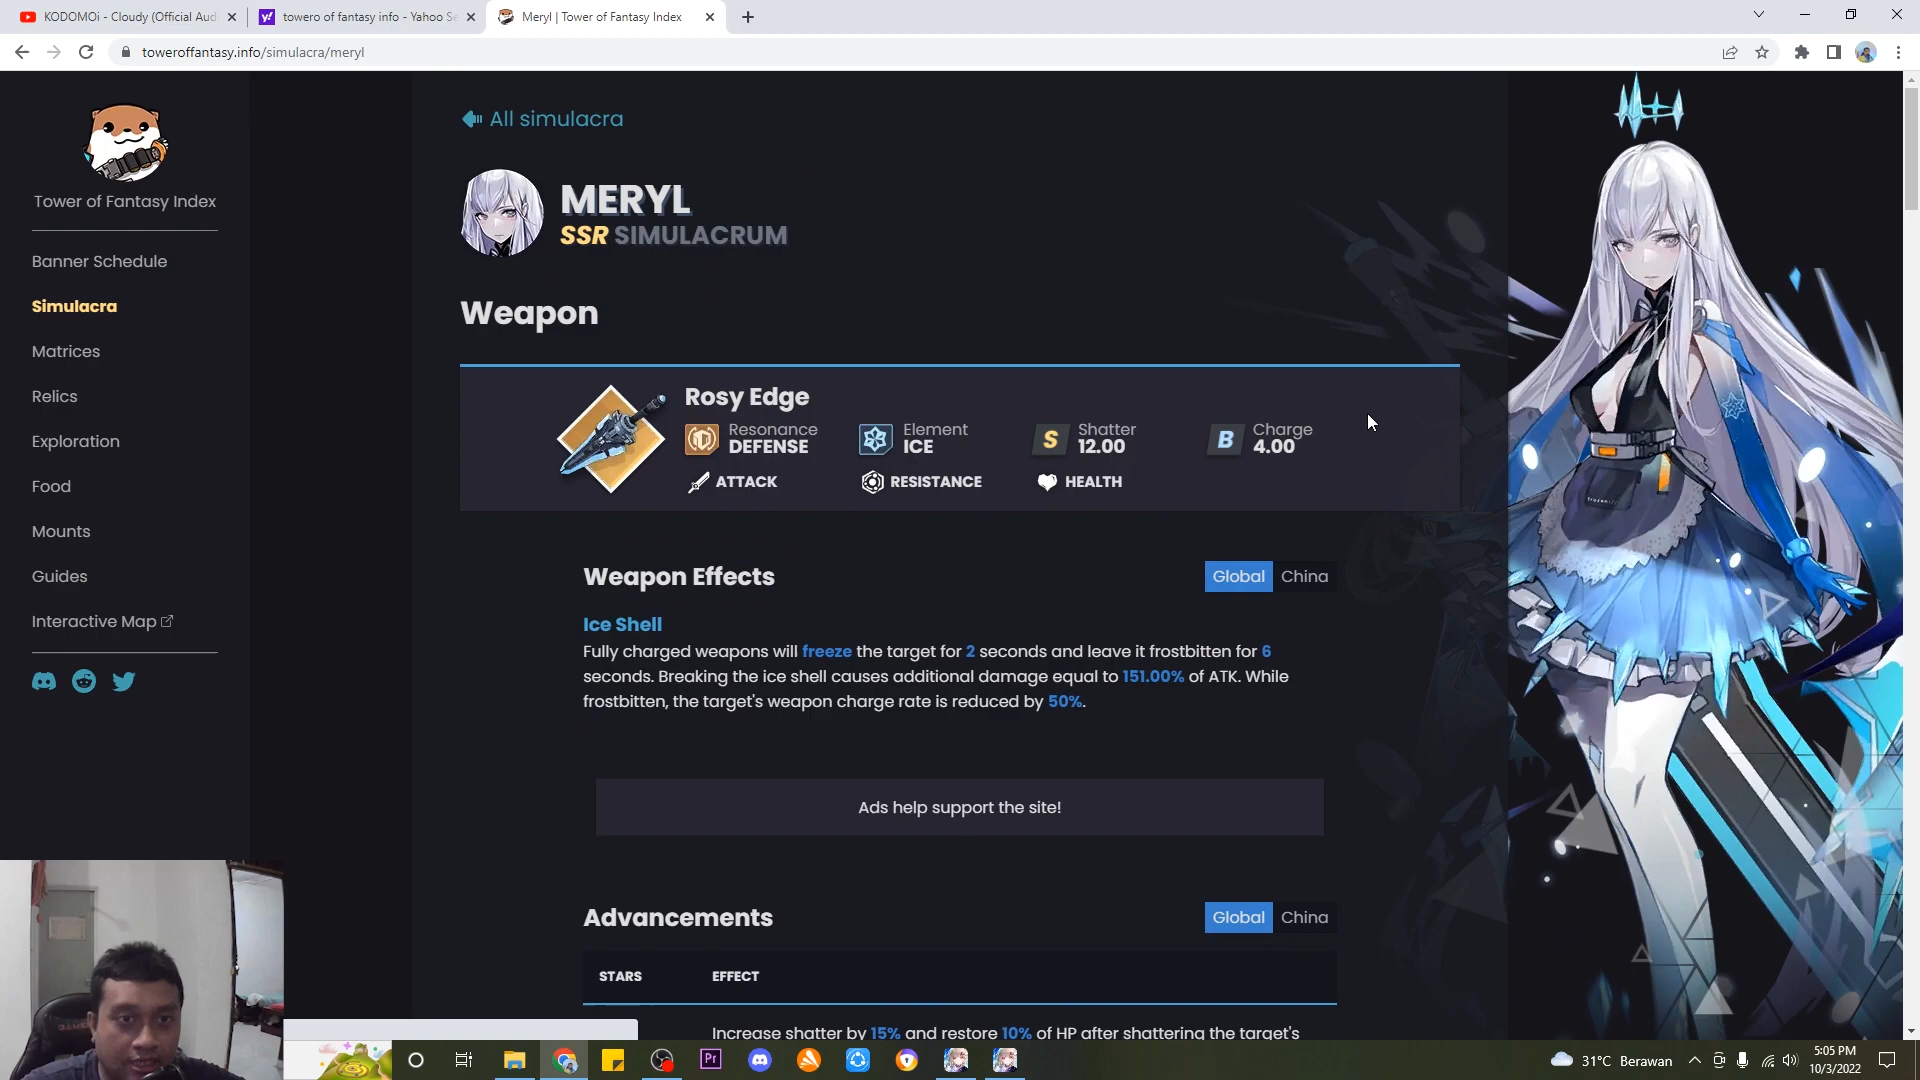 KODOMOi - Cloudy (Official Aud
towero of fantasy info - Yahoo Se
Meryl | Tower of Fantasy Index
toweroffantasy.info/simulacra/meryl
Tower of Fantasy Index
Banner Schedule
Simulacra
Matrices
Relics
Exploration
Food
Mounts
Guides
Interactive Map
All simulacra
MERYL
SSR SIMULACRUM
Weapon
Rosy Edge
Resonance
DEFENSE
Element
ICE
S
Shatter
12.00
B
Charge
4.00
ATTACK
RESISTANCE
HEALTH
Weapon Effects
Global
China
Ice Shell
Fully charged weapons will freeze the target for 2 seconds and leave it frostbitten for 6
seconds. Breaking the ice shell causes additional damage equal to 151.00% of ATK. While
frostbitten, the target's weapon charge rate is reduced by 50%.
Ads help support the site!
Advancements
Global
China
STARS
EFFECT
Increase shatter by 15% and restore 10% of HP after shattering the target's
Pr
31°C Berawan
5:05 PM
10/3/2022